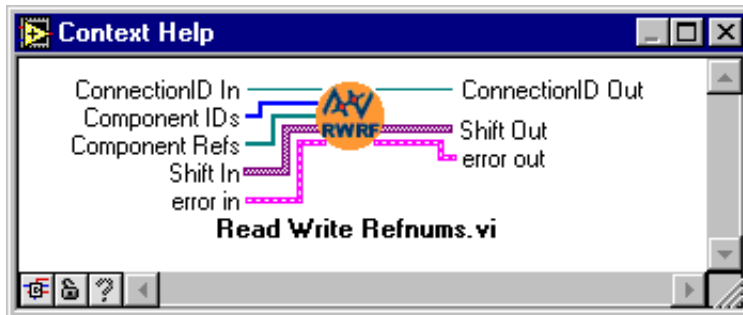 Context Help
ConnectionID In
Component IDs
Component Refs
Shift In
error in
RWRF
ConnectionID Out
Shift Out
error out
Read Write Refnums.vi
?